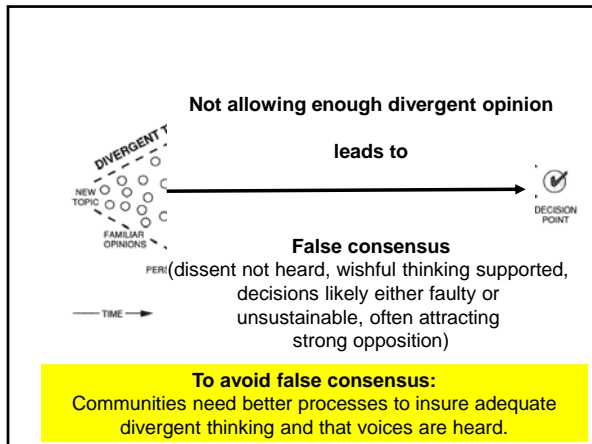 Not allowing enough divergent opinion
leads to
DIVERGENT T
NEW
TOPIC
FAMILIAR
OPINIONS
DECISION
POINT
False consensus
PERS(dissent not heard, wishful thinking supported,
decisions likely either faulty or
unsustainable, often attracting
strong opposition)
TIME
To avoid false consensus:
Communities need better processes to insure adequate
divergent thinking and that voices are heard.